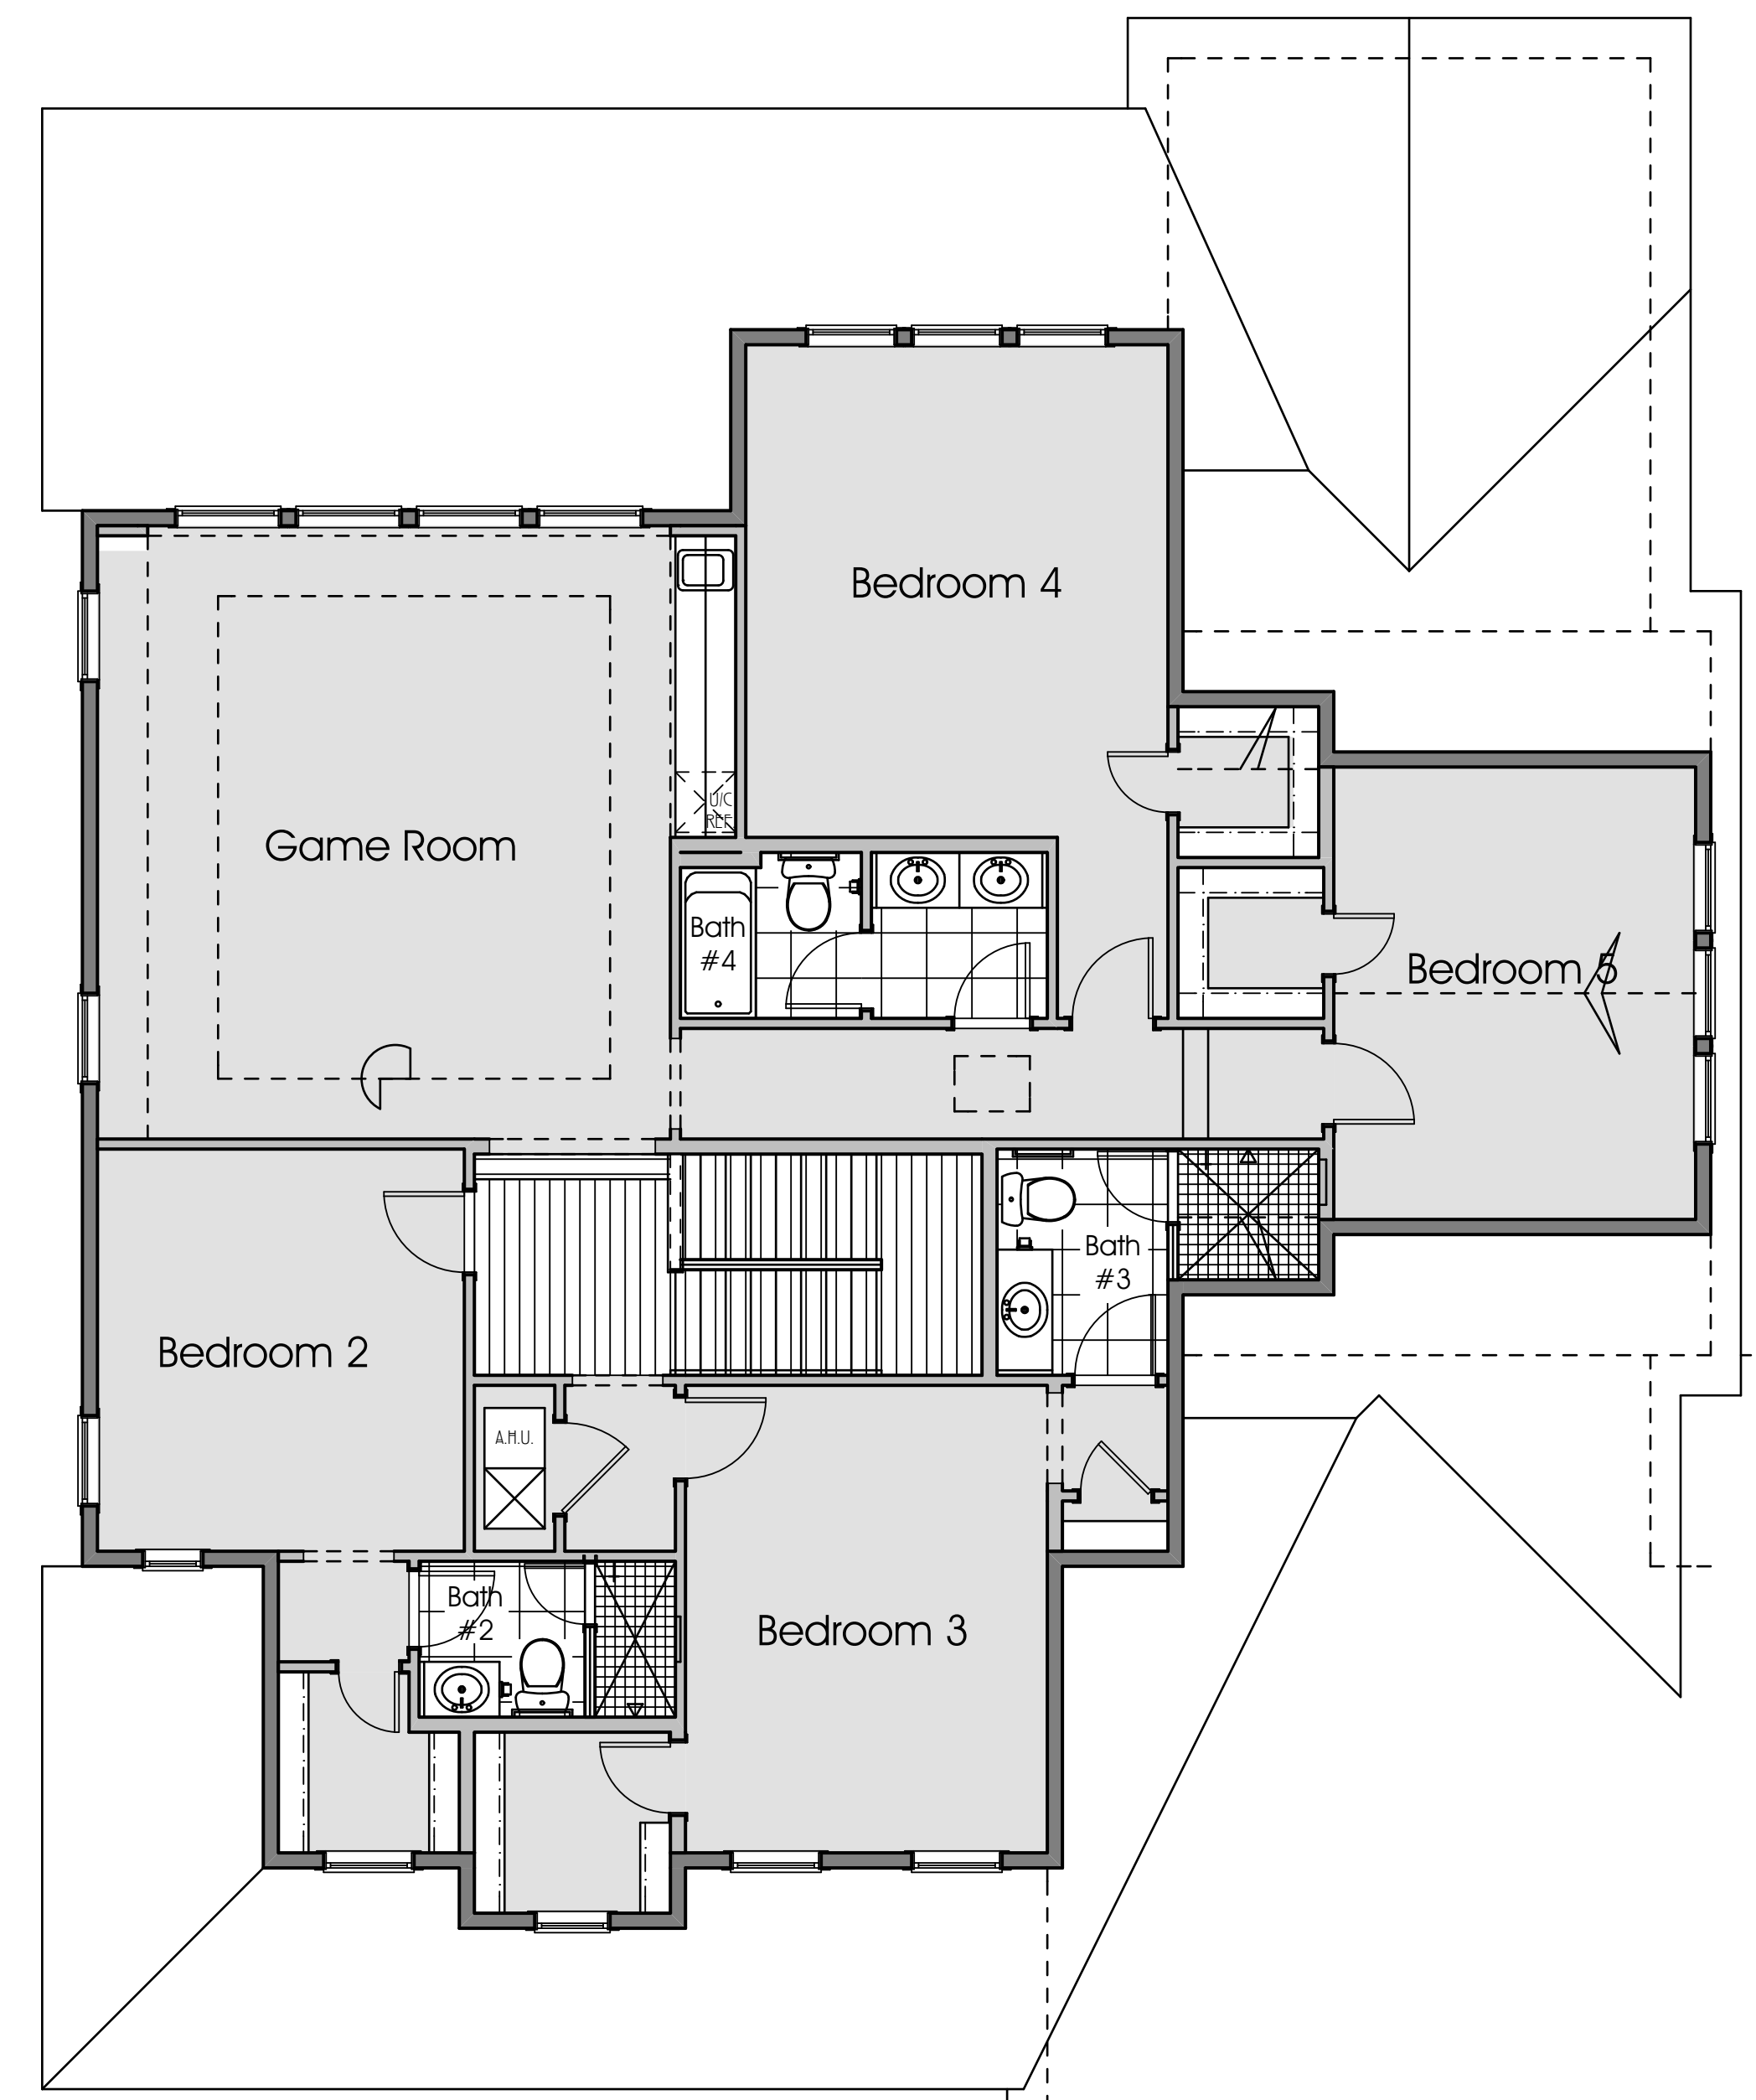 Bedroom 4
U/C
REF
Game Room
Bath
#4
Bedroom 5
Bath
#3
Bedroom 2
A.H.U.
Bath
#2
Bedroom 3